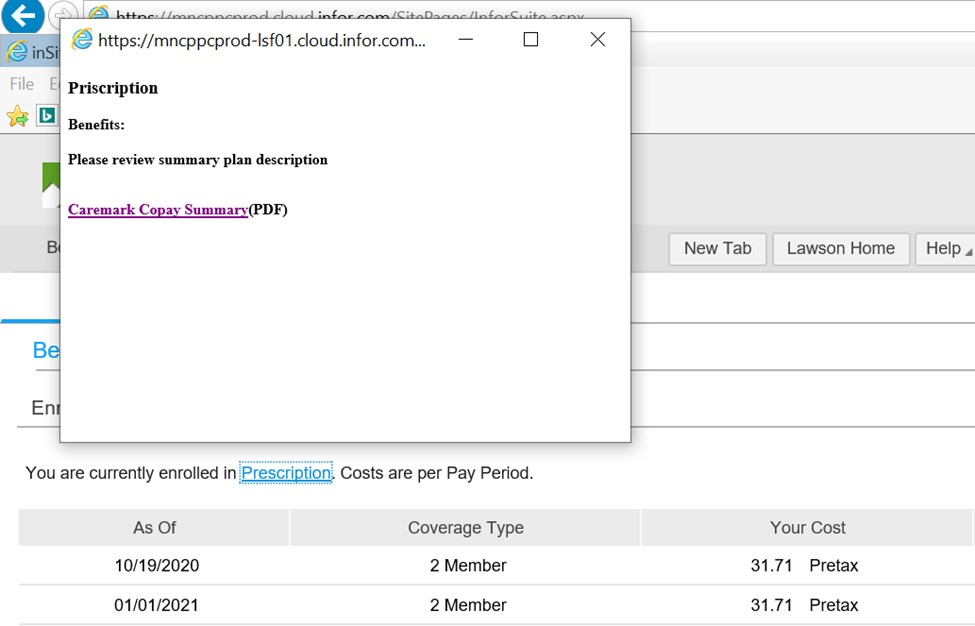 https://mncppcprod.cloud.infor.com/SitePages/InforSuite.aspx
https://mncppcprod-lsf01.cloud.infor.com...
inSi
File E
Priscription
Benefits:
Please review summary plan description
Caremark Copay Summary(PDF)
Be
New Tab
Lawson Home
Help
Be
Enr
You are currently enrolled in Prescription. Costs are per Pay Period.
As Of Coverage Type Your Cost
10/19/2020 2 Member 31.71 Pretax
01/01/2021 2 Member 31.71 Pretax